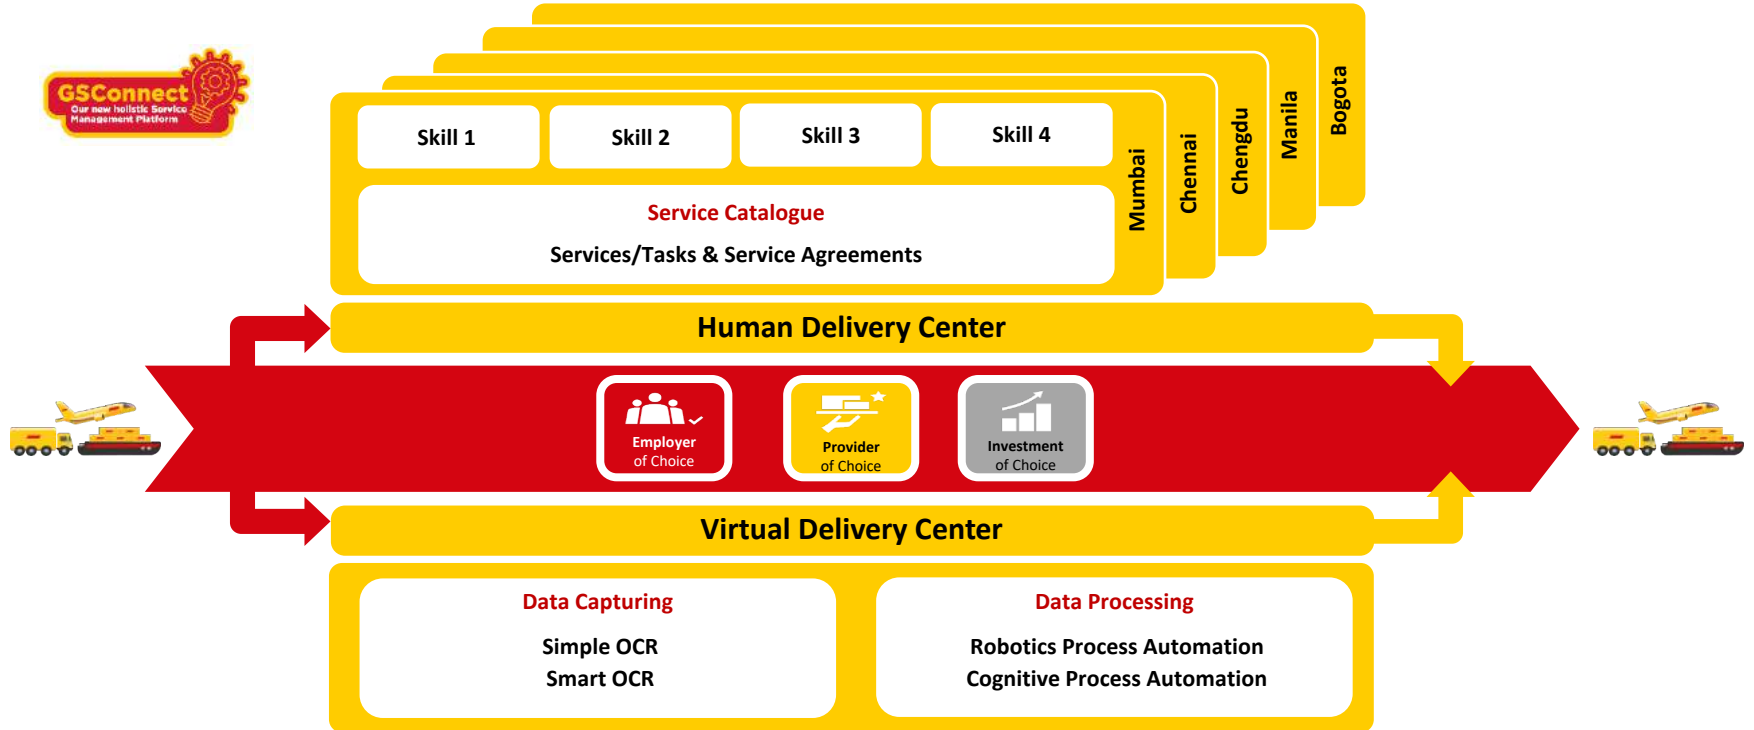 GSConnect
Our new holistic Service
Management Platform
Skill 1
Skill 2
Skill 3
Skill 4
Service Catalogue
Services/Tasks & Service Agreements
Mumbai
Chennai
Chengdu
Manila
Bogota
Human Delivery Center
Employer
of Choice
Provider
of Choice
Investment
of Choice
Virtual Delivery Center
Data Capturing
Simple OCR
Smart OCR
Data Processing
Robotics Process Automation
Cognitive Process Automation